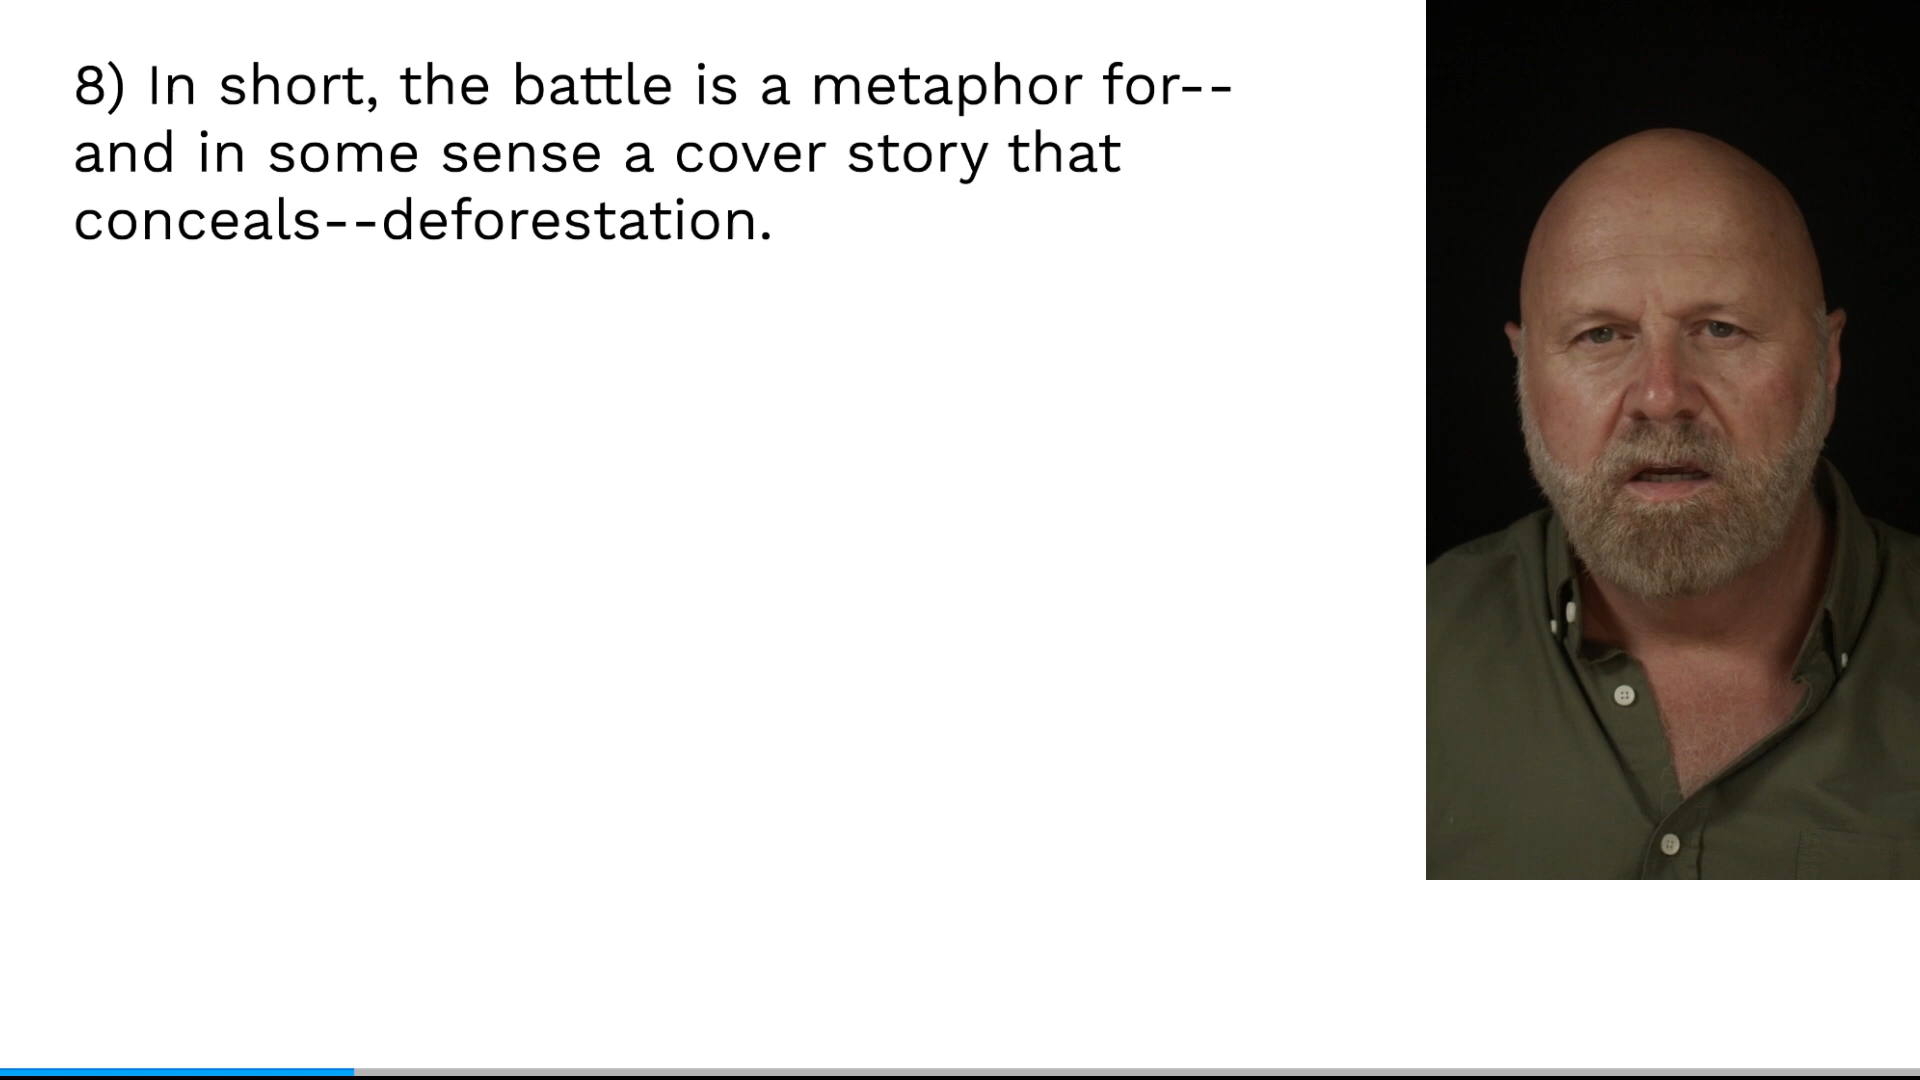 8) In short, the battle is a metaphor for--
and in some sense a cover story that
conceals--deforestation.